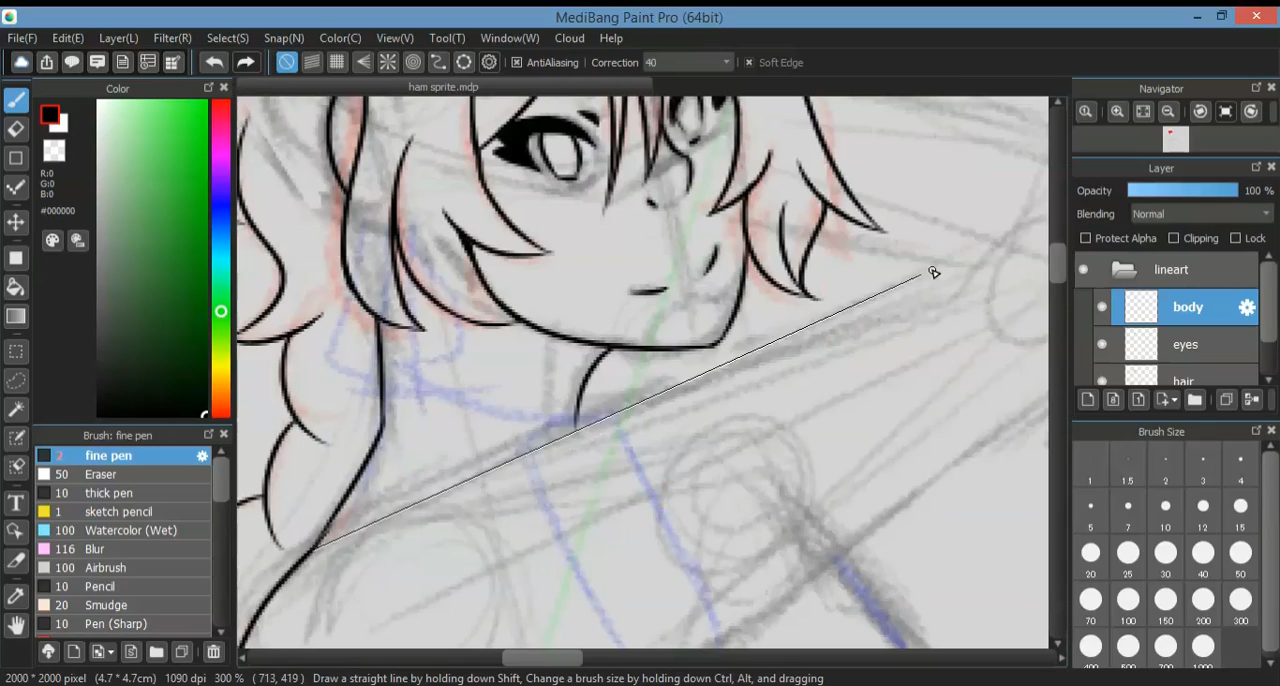 MediBang Paint Pro (64bit)
File(F) Edit(E) Layer(L) Filter(R) Select(S) Snap(N) Color(C) View(V) Tool(T) Window(W) Cloud Help
AntiAliasing Correction 40 Soft Edge
Color
R:0
G:0
B:0
#000000
Brush: fine pen
2 fine pen
50 Eraser
10 thick pen
1 sketch pencil
100 Watercolor (Wet)
116 Blur
100 Airbrush
10 Pencil
20 Smudge
10 Pen (Sharp)
ham sprite.mdp
Navigator
Layer
Opacity 100 %
Blending Normal
Protect Alpha Clipping Lock
lineart
body
eyes
hair
Brush Size
1 1.5 2 3 4
5 7 10 12 15
20 25 30 40 50
70 100 150 200 300
400 500 700 1000
2000 * 2000 pixel (4.7 * 4.7cm) 1090 dpi 300 % ( 713, 419 ) Draw a straight line by holding down Shift, Change a brush size by holding down Ctrl, Alt, and dragging